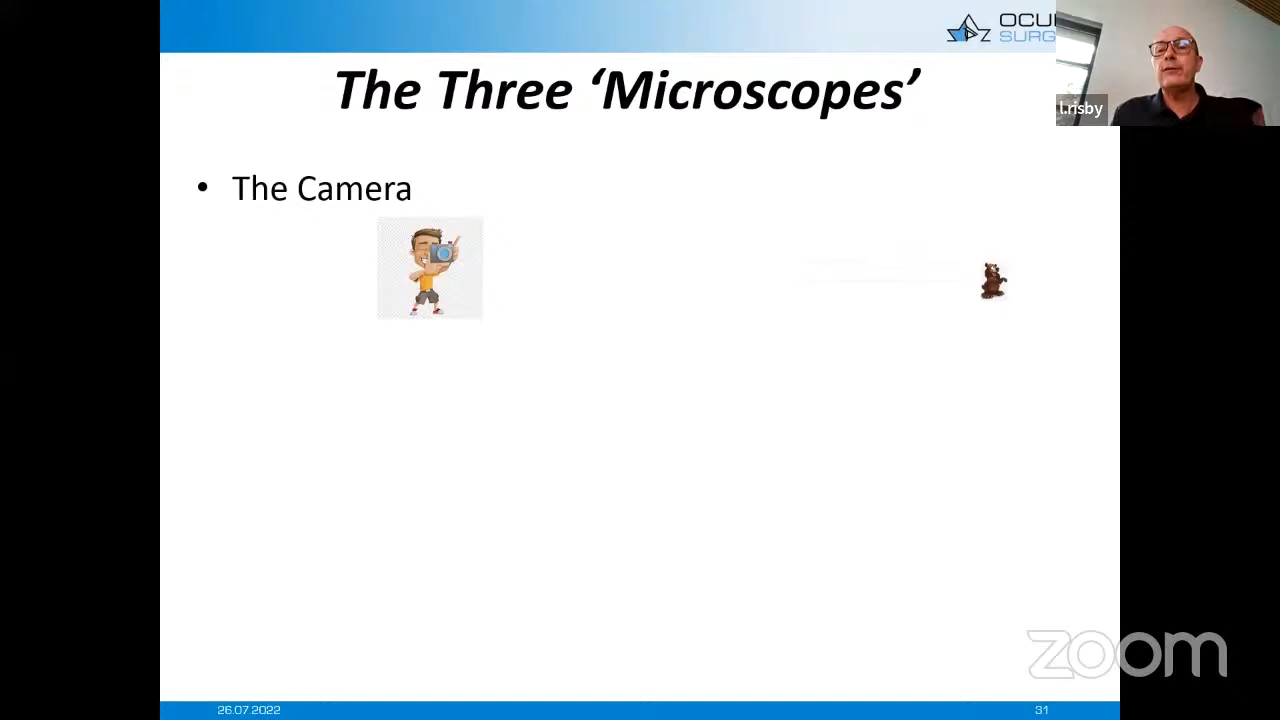 OCU
SURG
The Three ‘Microscopes’
l.risby
• The Camera
zoom
26.07.2022
31